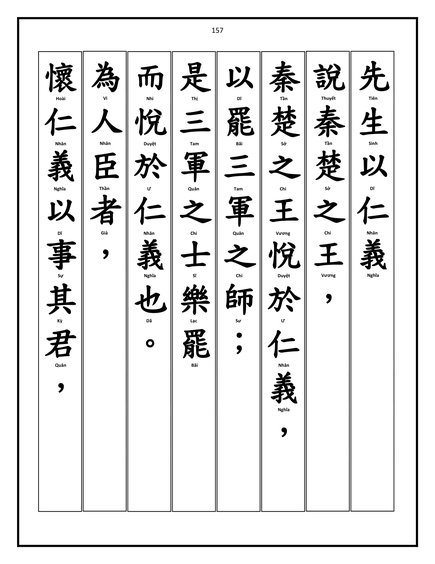 157
先生以仁義
Tiên Sinh Dĩ Nhân Nghĩa
說秦楚之王，
Thuyết Tần Sở Chi Vương
秦楚之王悅於仁義，
Tần Sở Chi Vương Duyệt Ư Nhân Nghĩa
以罷三軍之師；
Dĩ Bãi Tam Quân Chi Sư
是三軍之士樂罷
Thị Tam Quân Chi Sĩ Lạc Bãi
而悅於仁義也。
Nhi Duyệt Ư Nhân Nghĩa Dã
為人臣者，
Vi Nhân Thần Giả
懷仁義以事其君，
Hoài Nhân Nghĩa Dĩ Sự Kỳ Quân